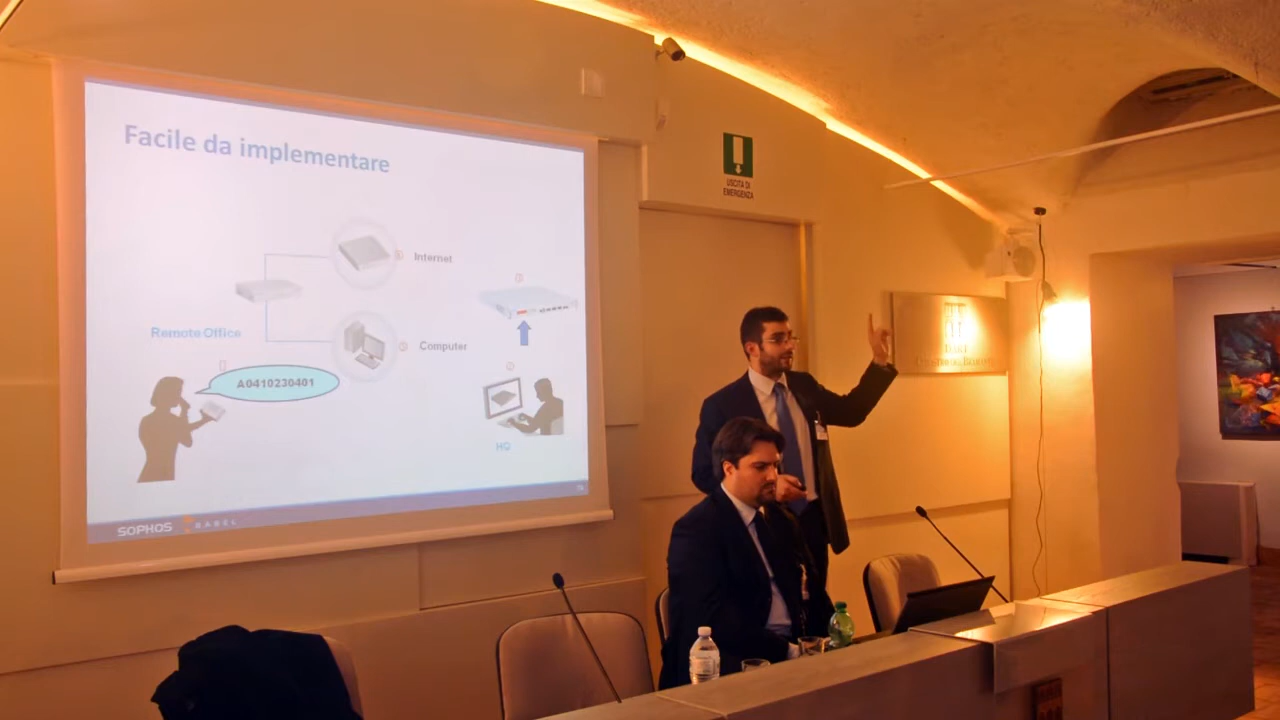 Facile da implementare
Internet
Remote Office
Computer
A0410230401
HQ
SOPHOS BABEL
USCITA DI
EMERGENZA